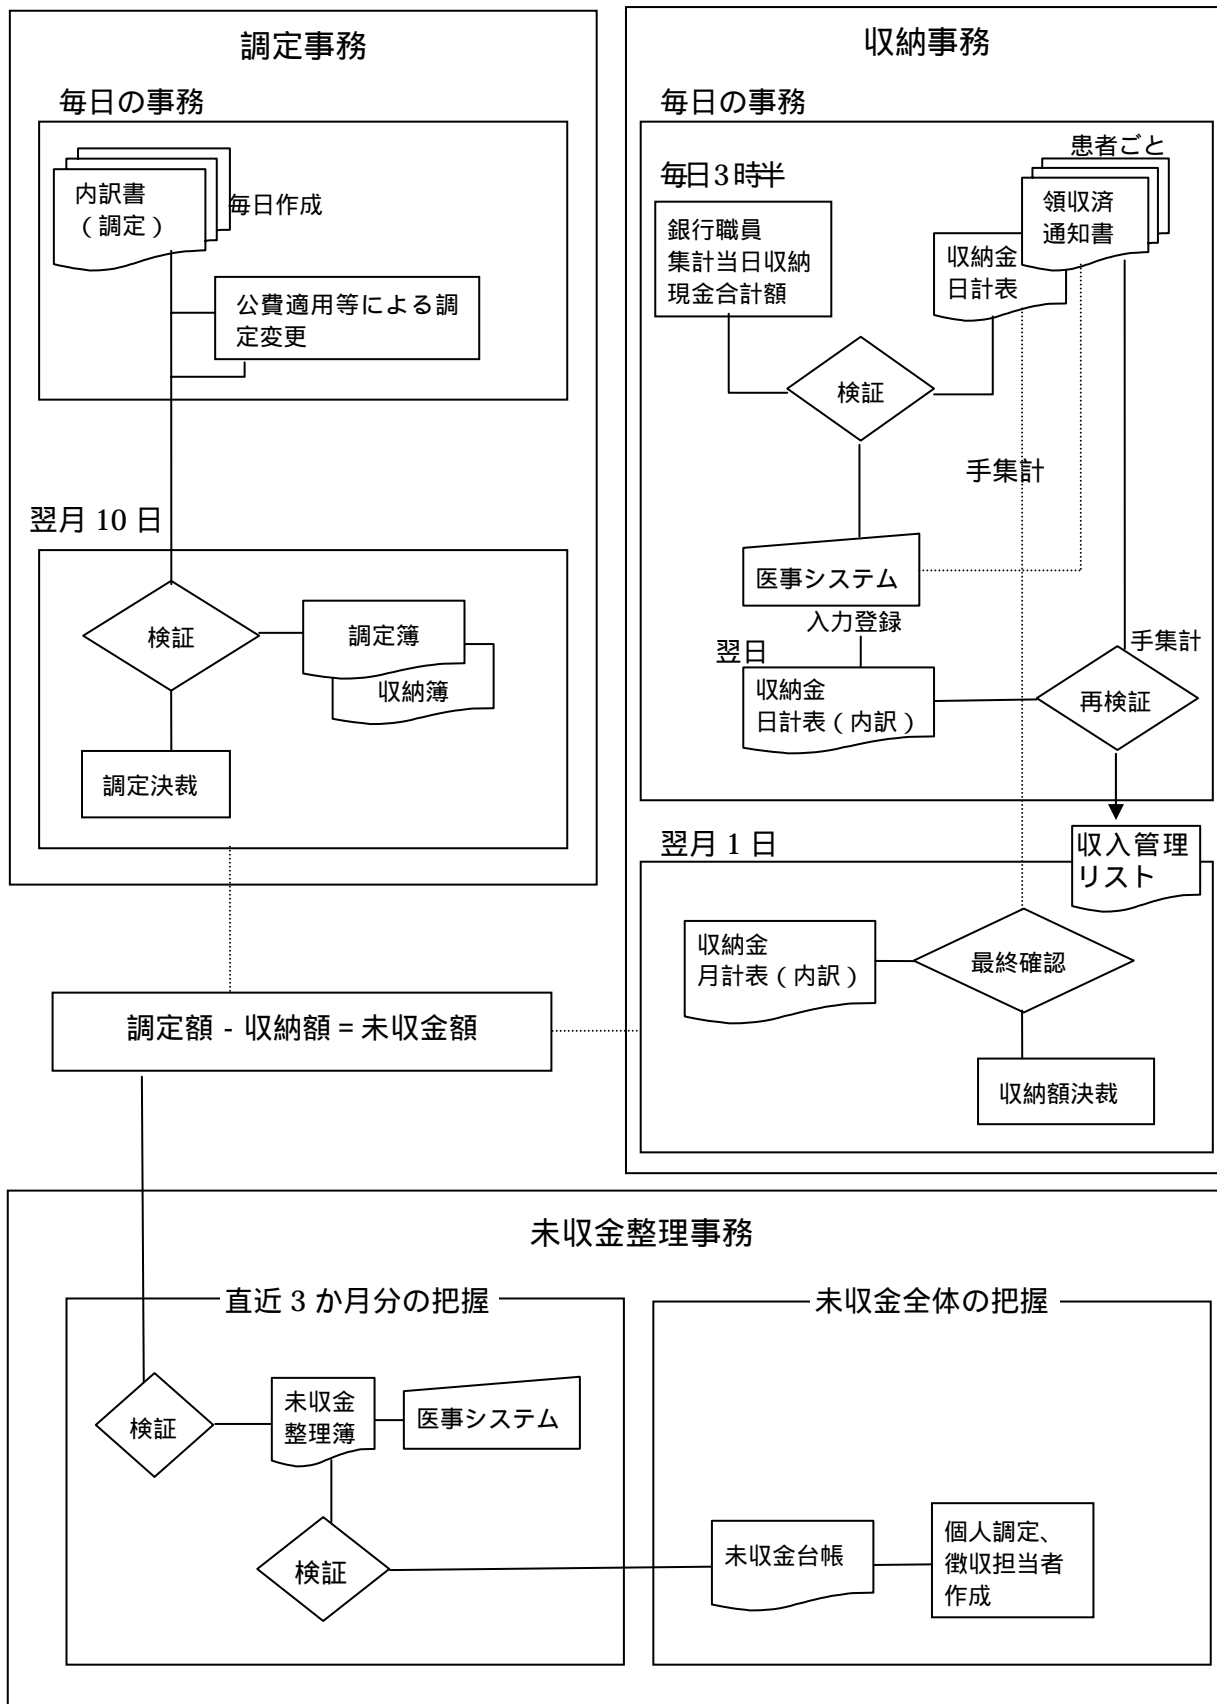 調定事務
毎日の事務
内訳書
（調定）
毎日作成
公費適用等による調
定変更
翌月 10 日
検証
調定簿
収納簿
調定決裁
収納事務
毎日の事務
毎日3時半
患者ごと
銀行職員
集計当日収納
現金合計額
領収済
通知書
収納金
日計表
検証
手集計
医事システム
入力登録
手集計
翌日
収納金
日計表（内訳）
再検証
翌月 1 日
収入管理
リスト
収納金
月計表（内訳）
最終確認
収納額決裁
調定額 - 収納額 = 未収金額
未収金整理事務
直近 3 か月分の把握
検証
未収金
整理簿
医事システム
検証
未収金全体の把握
未収金台帳
個人調定、
徴収担当者
作成